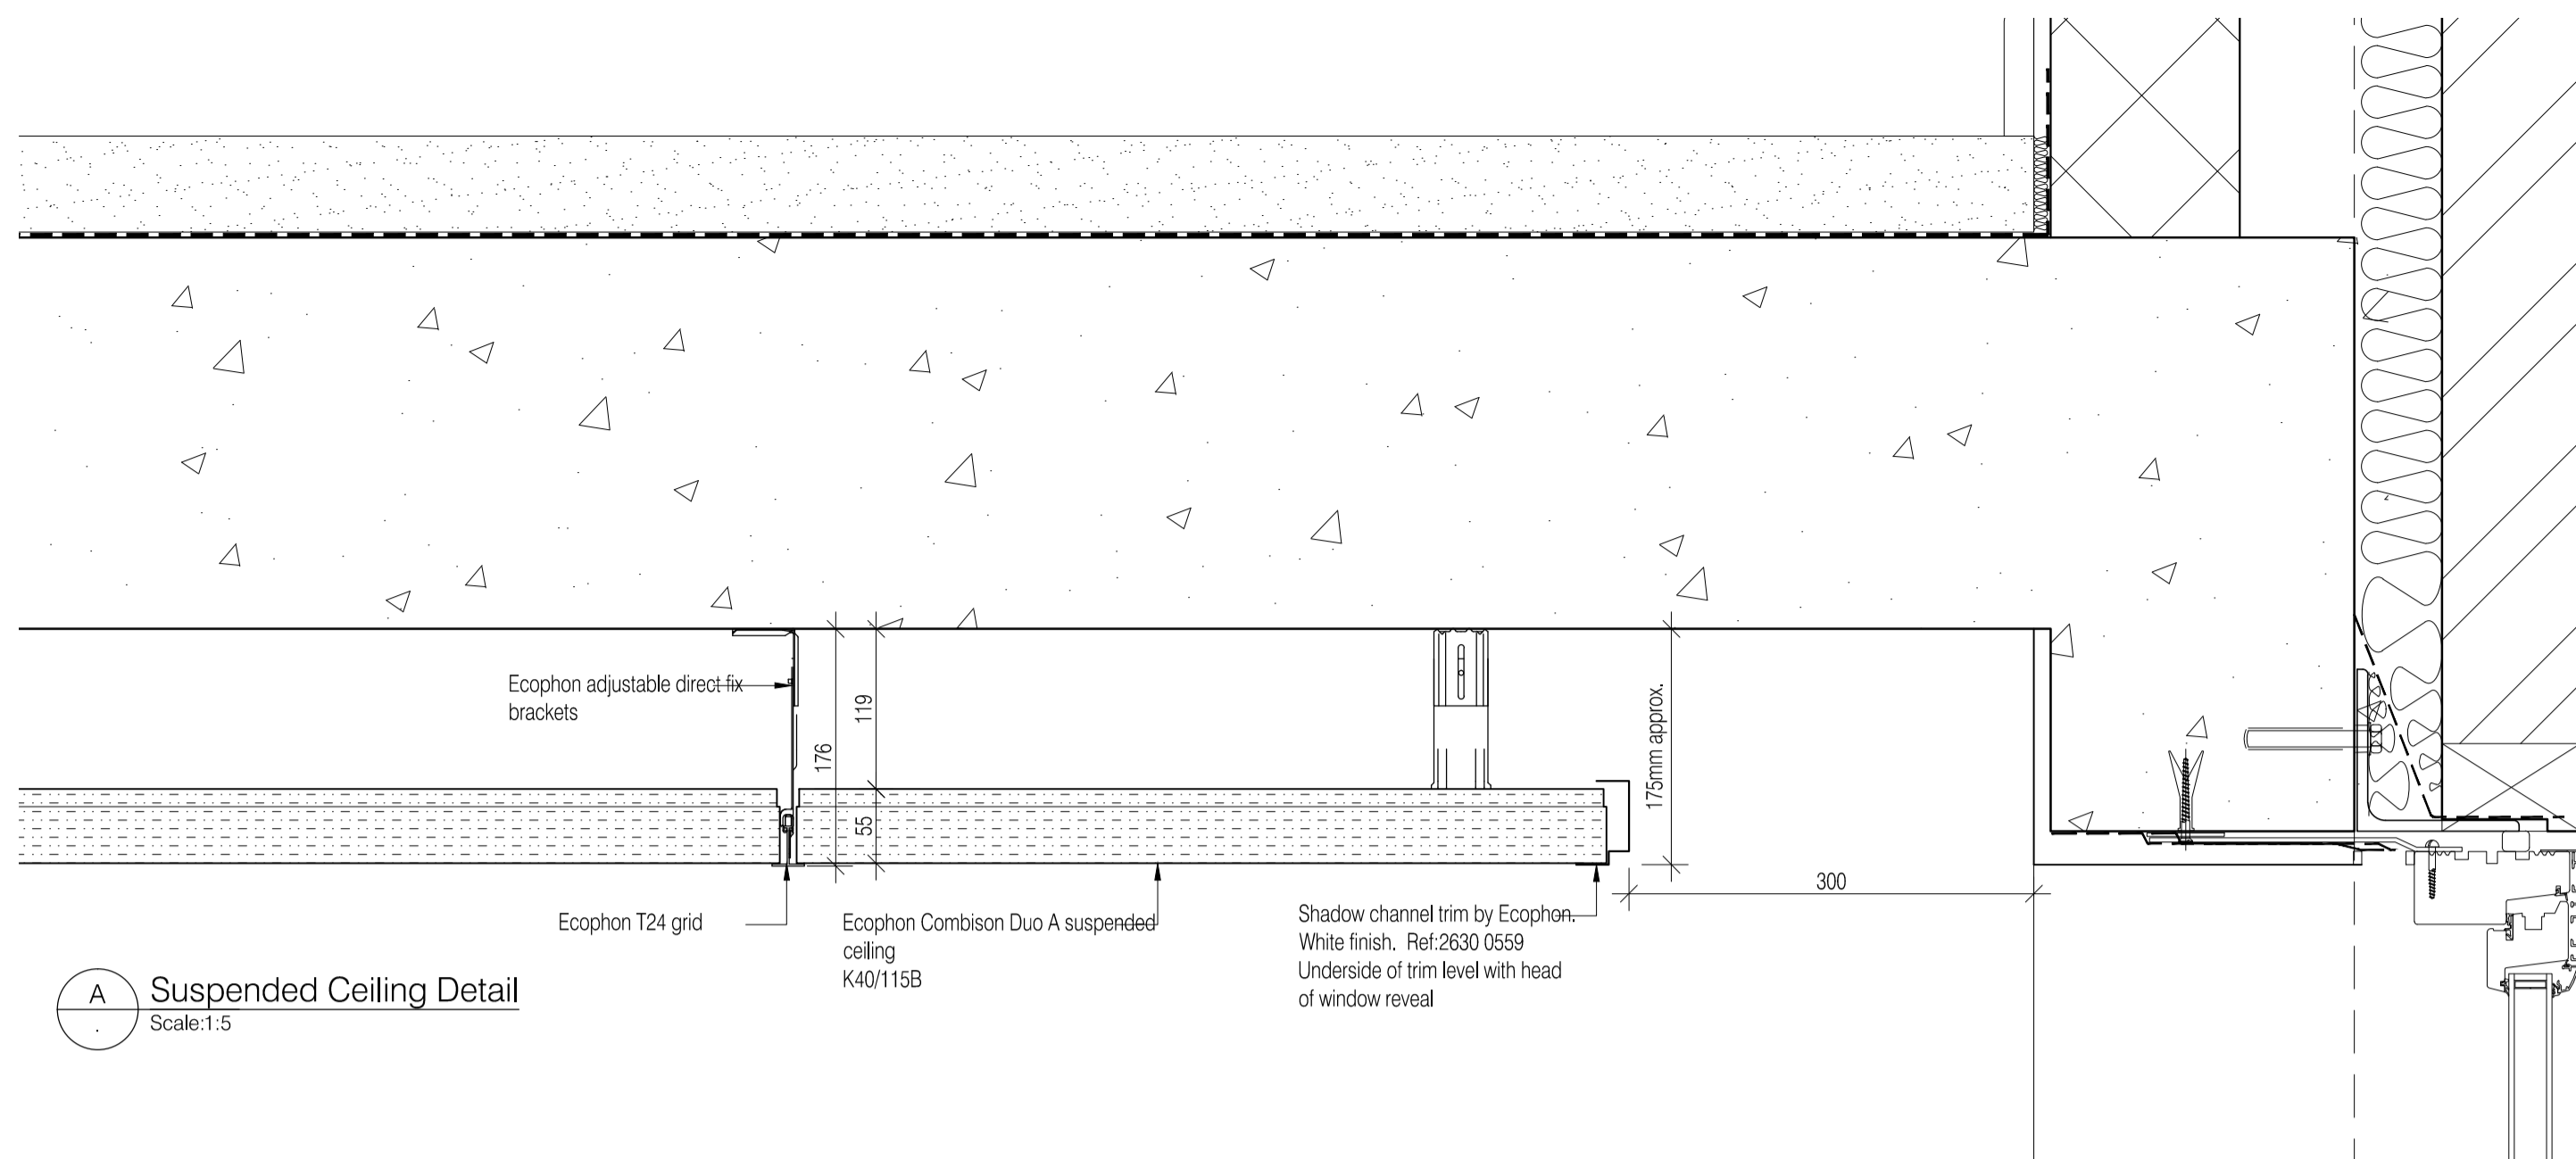 Ecophon adjustable direct fix
brackets
119
176
55
175mm approx.
300
Ecophon T24 grid
Ecophon Combison Duo A suspended
ceiling
K40/115B
Shadow channel trim by Ecophon.
White finish. Ref:2630 0559
Underside of trim level with head
of window reveal
A
Suspended Ceiling Detail
Scale:1:5